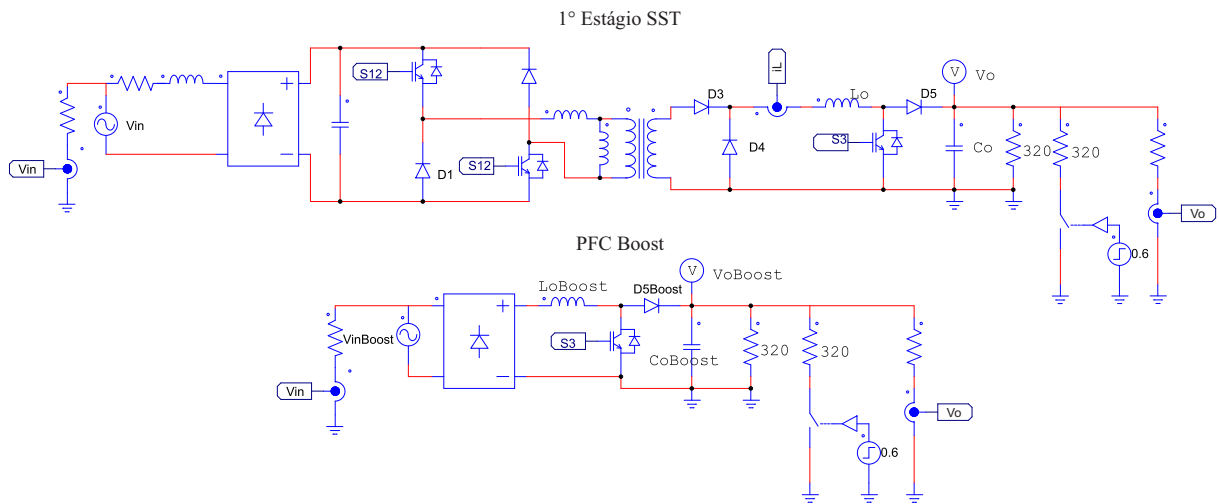 1° Estágio SST
S12
iL
V
Vo
Lo
D3
D5
Vin
S3
320
320
D4
Co
S12
D1
Vin
Vo
0.6
PFC Boost
V
VoBoost
LoBoost
D5Boost
VinBoost
S3
320
320
CoBoost
Vin
Vo
0.6